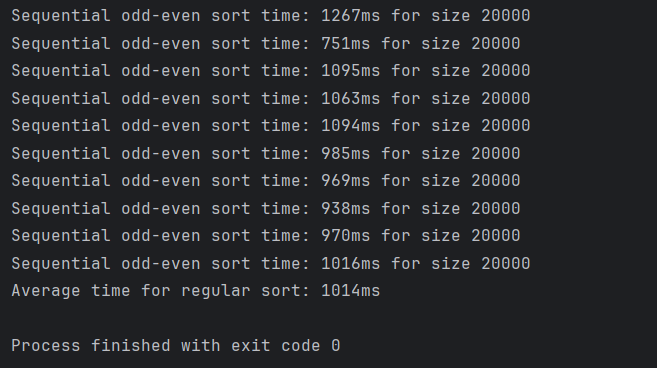 Sequential odd-even sort time: 1267ms for size 20000
Sequential odd-even sort time: 751ms for size 20000
Sequential odd-even sort time: 1095ms for size 20000
Sequential odd-even sort time: 1063ms for size 20000
Sequential odd-even sort time: 1094ms for size 20000
Sequential odd-even sort time: 985ms for size 20000
Sequential odd-even sort time: 969ms for size 20000
Sequential odd-even sort time: 938ms for size 20000
Sequential odd-even sort time: 970ms for size 20000
Sequential odd-even sort time: 1016ms for size 20000
Average time for regular sort: 1014ms
Process finished with exit code 0